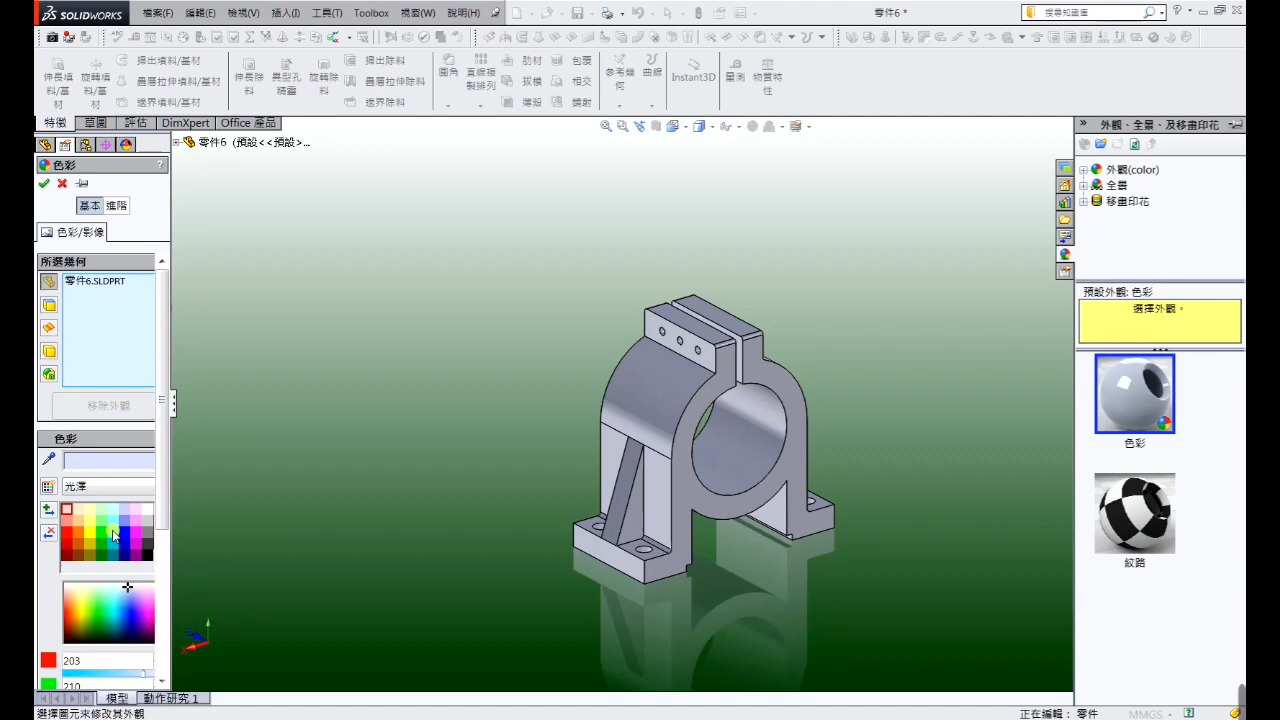 SOLIDWORKS 檔案(F) 編輯(E) 檢視(V) 插入(I) 工具(T) Toolbox 視窗(W) 說明(H) 零件6 * 搜尋知識庫
伸長填料/基材 旋轉填料/基材 掃出填料/基材 疊層拉伸填料/基材 邊界填料/基材 伸長除料 異型孔精靈 旋轉除料 掃出除料 疊層拉伸除料 邊界除料 圓角 直線複製排列 肋材 拔模 薄殼 包覆 相交 鏡射 參考幾何 曲線 Instant3D 量測 物質特性
特徵 草圖 評估 DimXpert Office 產品
零件6 (預設<<預設>...
色彩 ?
基本 進階
色彩/影像
所選幾何
零件6.SLDPRT
移除外觀
色彩
光澤
203
210
模型 動作研究 1
選擇圖元來修改其外觀
外觀、全景、及移畫印花
外觀(color)
全景
移畫印花
預設外觀: 色彩
選擇外觀。
色彩
紋路
正在編輯： 零件 MMGS